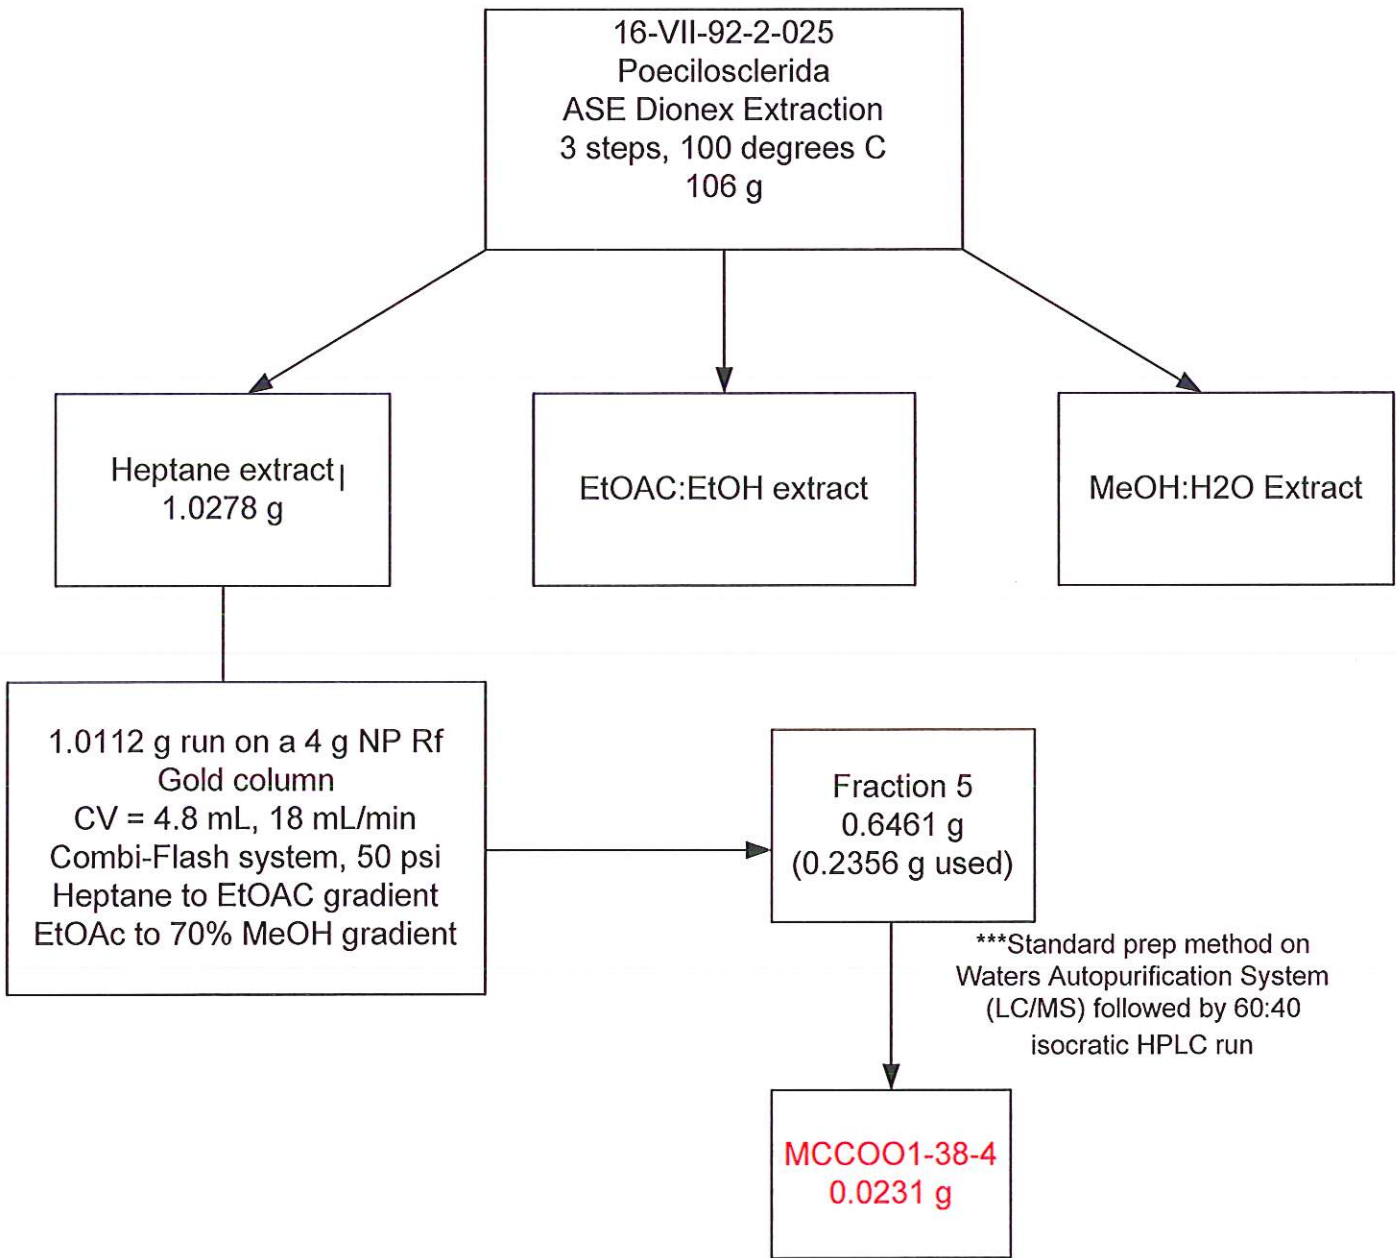 16-VII-92-2-025
Poecilosclerida
ASE Dionex Extraction
3 steps, 100 degrees C
106 g
Heptane extract
1.0278 g
EtOAC:EtOH extract
MeOH:H2O Extract
1.0112 g run on a 4 g NP Rf
Gold column
CV = 4.8 mL, 18 mL/min
Combi-Flash system, 50 psi
Heptane to EtOAC gradient
EtOAc to 70% MeOH gradient
Fraction 5
0.6461 g
(0.2356 g used)
***Standard prep method on
Waters Autopurification System
(LC/MS) followed by 60:40
isocratic HPLC run
MCCOO1-38-4
0.0231 g